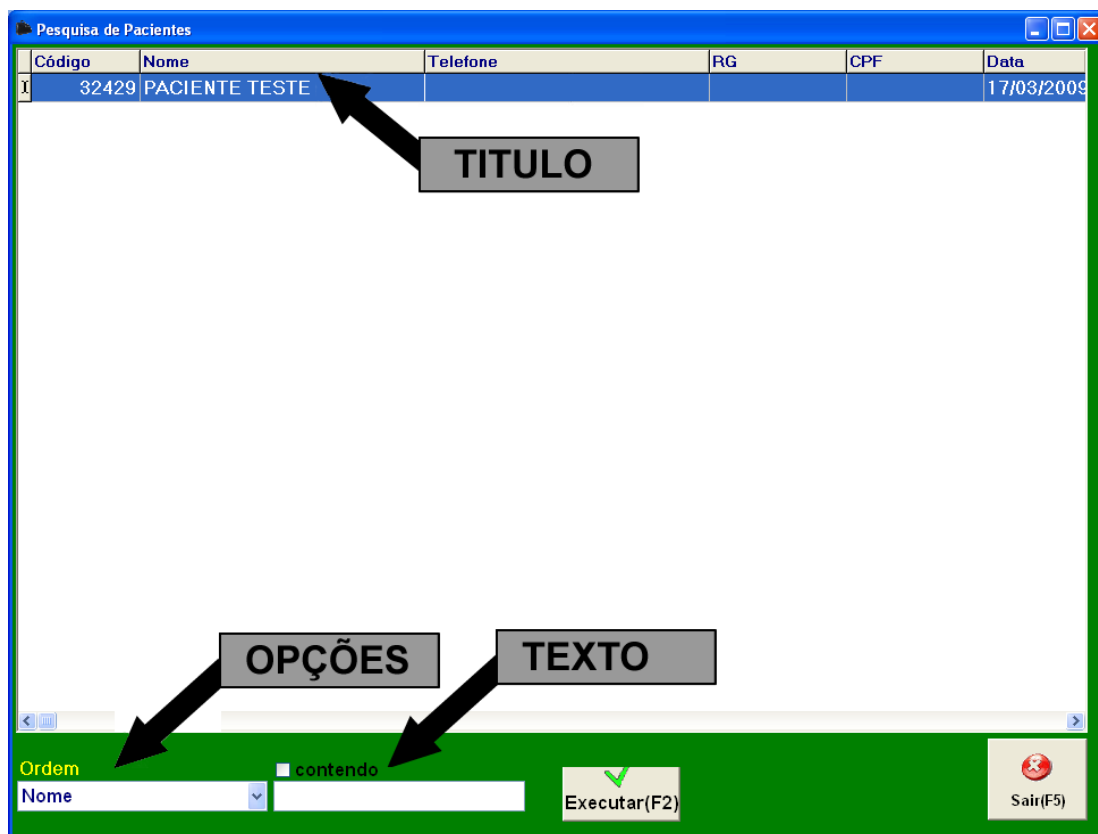 Pesquisa de Pacientes
Código Nome Telefone RG CPF Data
32429 PACIENTE TESTE 17/03/2009
TITULO
OPÇÕES TEXTO
Ordem contendo
Nome
Executar(F2) Sair(F5)